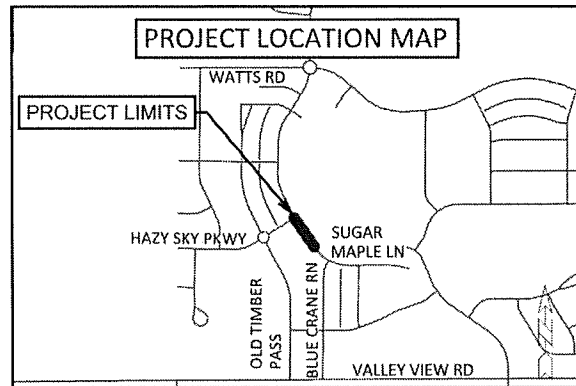 PROJECT LOCATION MAP
WATTS RD
PROJECT LIMITS
HAZY SKY PKWY
SUGAR
MAPLE LN
OLD TIMBER
PASS
BLUE CRANE RN
VALLEY VIEW RD